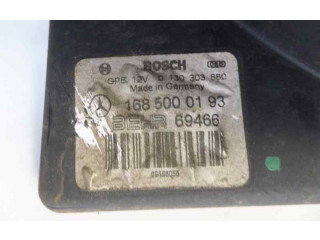 BOSCH
GPB 12V 0 130 303 880
Made in Germany
168 500 01 93
BEHR 69466